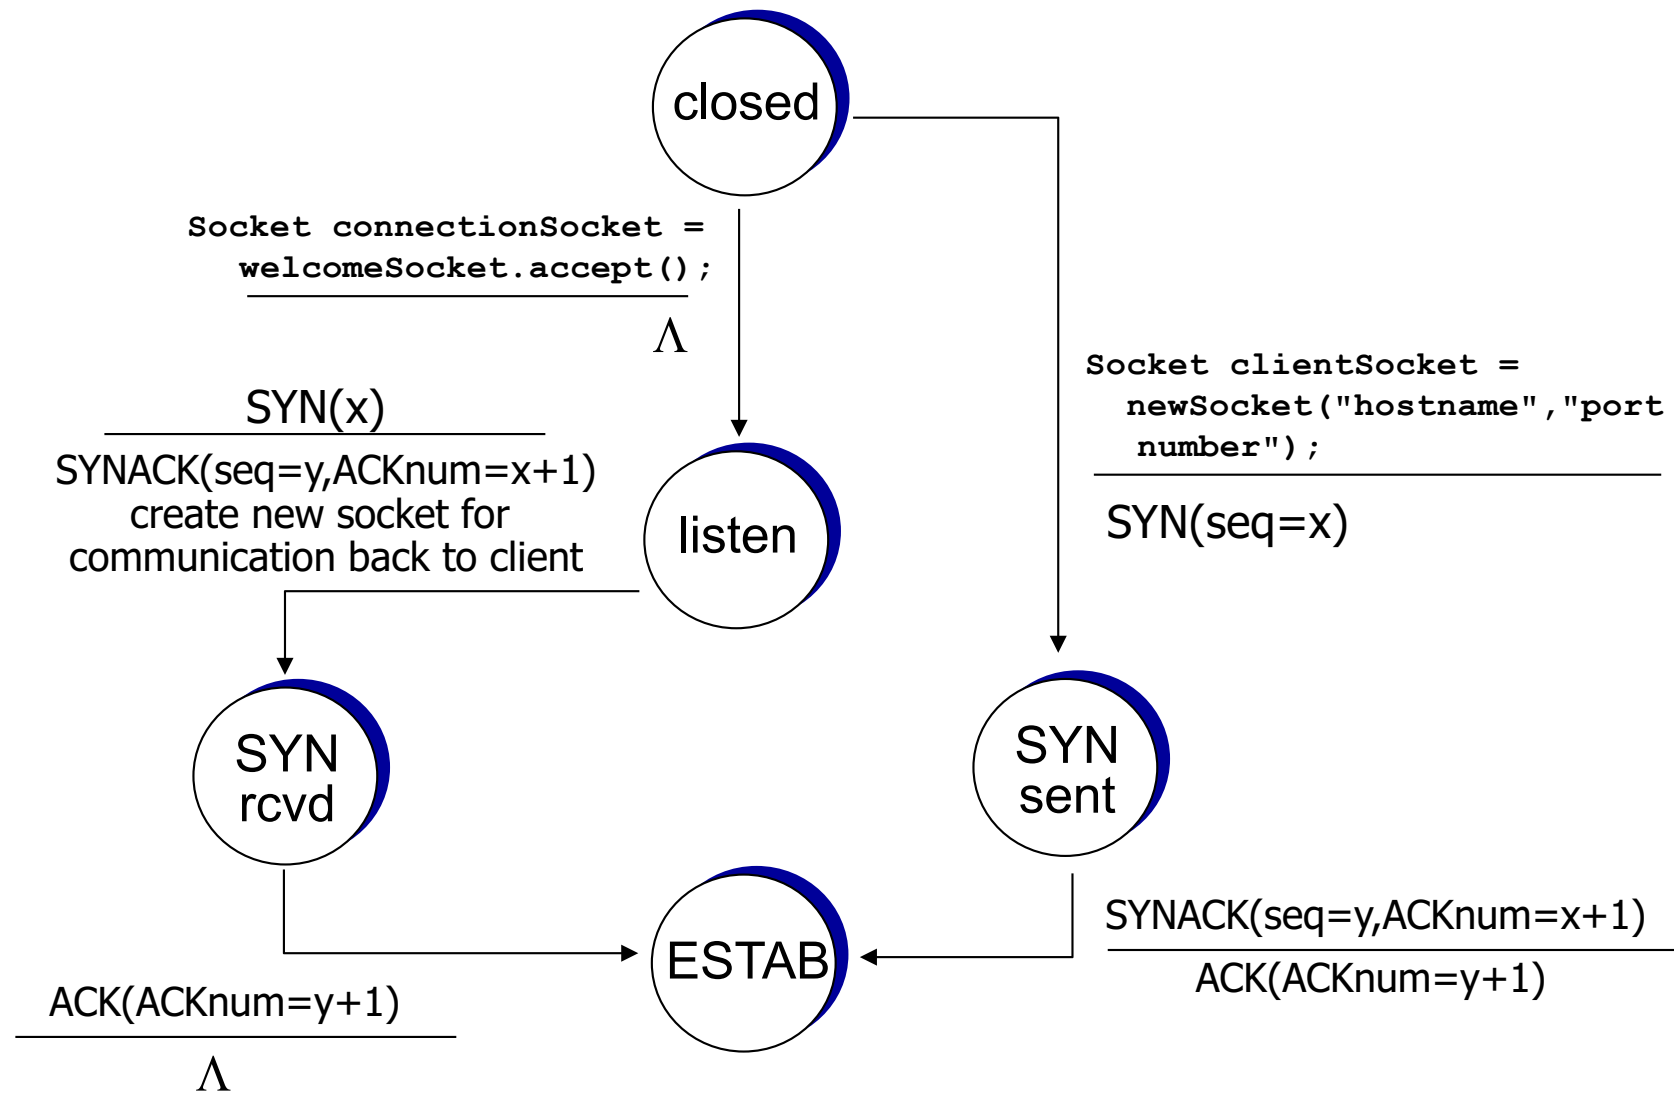 closed
Socket connectionSocket =
welcomeSocket.accept();
Λ
Socket clientSocket =
newSocket("hostname","port
number");
SYN(seq=x)
SYN(x)
SYNACK(seq=y,ACKnum=x+1)
create new socket for
communication back to client
listen
SYN
rcvd
SYN
sent
ESTAB
SYNACK(seq=y,ACKnum=x+1)
ACK(ACKnum=y+1)
ACK(ACKnum=y+1)
Λ